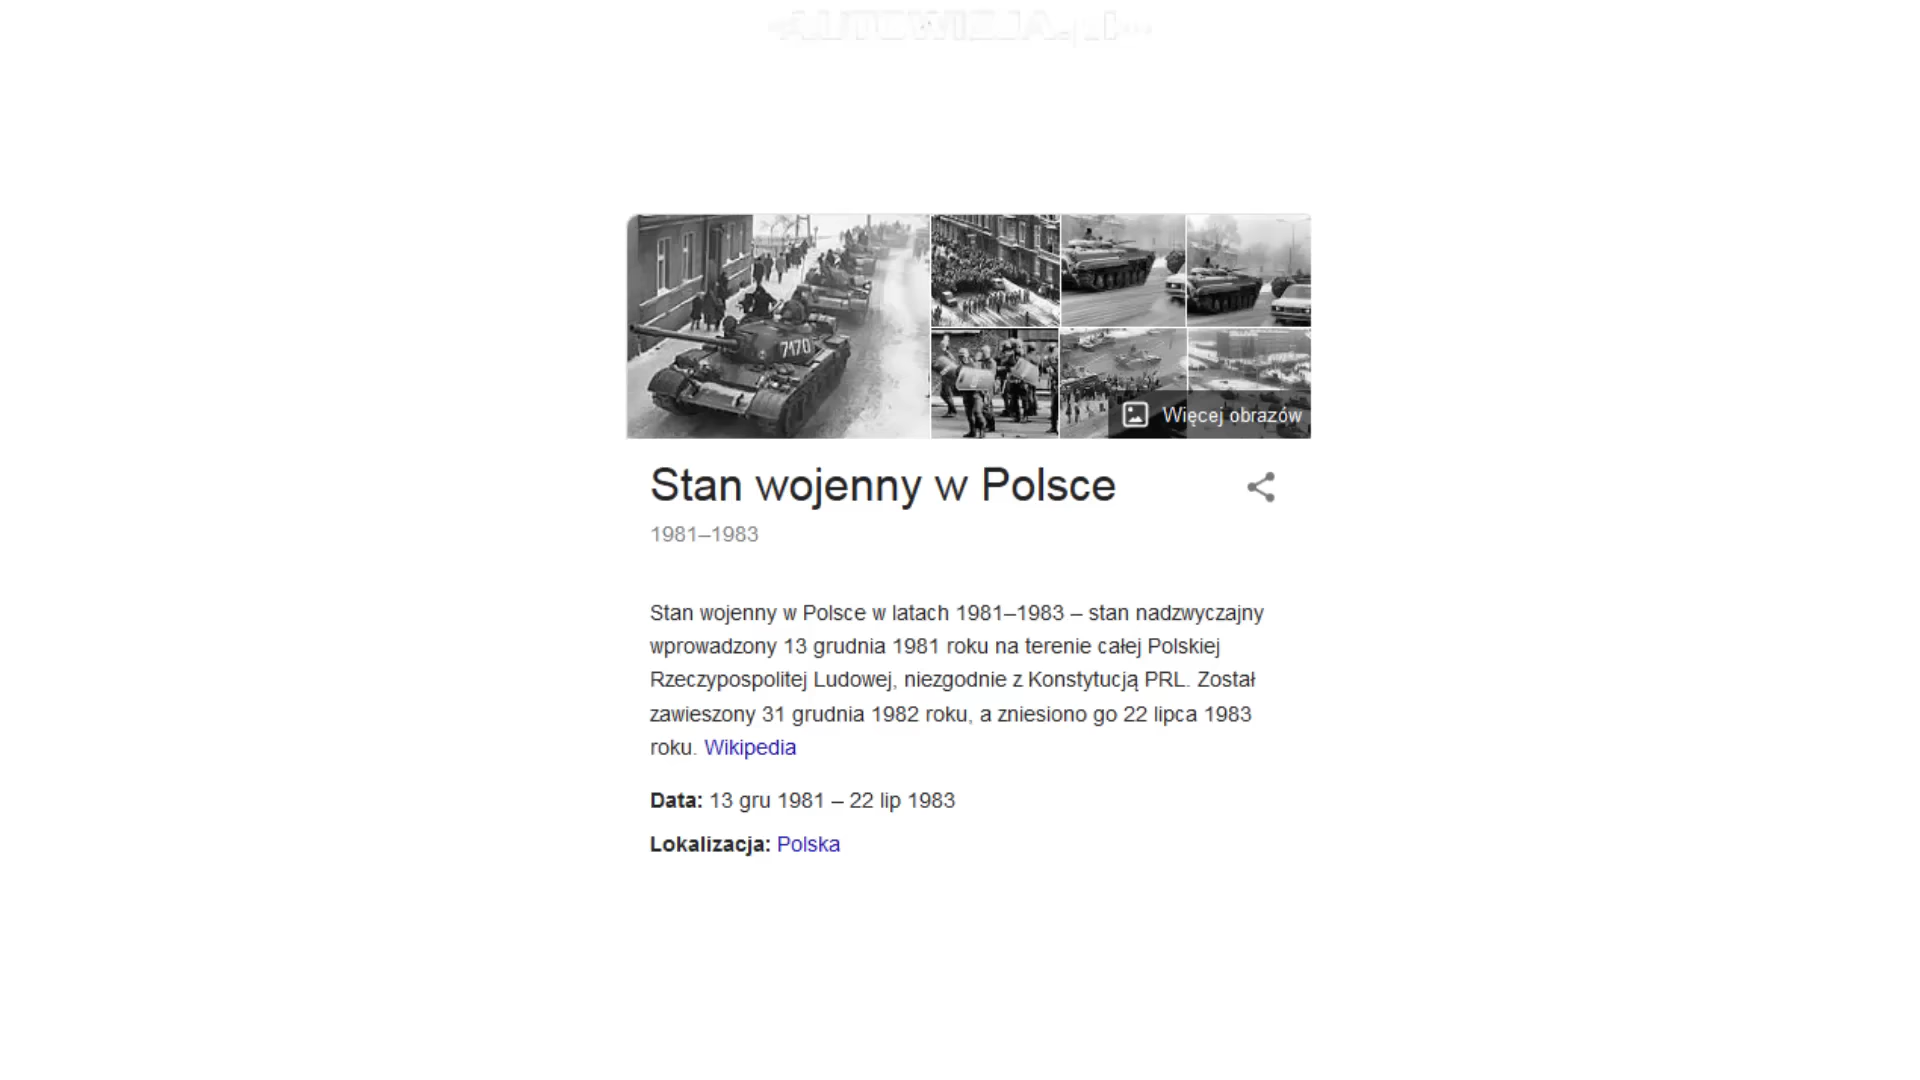 7170
Więcej obrazów
Stan wojenny w Polsce
1981–1983
Stan wojenny w Polsce w latach 1981–1983 – stan nadzwyczajny
wprowadzony 13 grudnia 1981 roku na terenie całej Polskiej
Rzeczypospolitej Ludowej, niezgodnie z Konstytucją PRL. Został
zawieszony 31 grudnia 1982 roku, a zniesiono go 22 lipca 1983
roku. Wikipedia
Data: 13 gru 1981 – 22 lip 1983
Lokalizacja: Polska